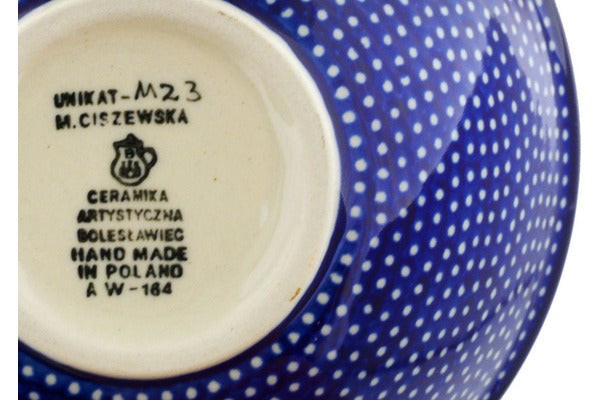 UNIKAT-M23
M.CISZEWSKA
CERAMIKA
ARTYSTYCZNA
BOLESŁAWIEC
HAND MADE
IN POLAND
A W-164